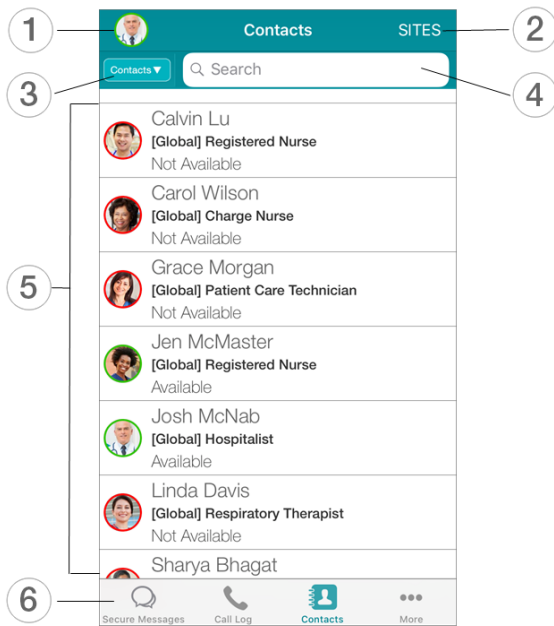 1
Contacts
SITES
2
3
Contacts▼
Search
4
Calvin Lu
[Global] Registered Nurse
Not Available
Carol Wilson
[Global] Charge Nurse
Not Available
5
Grace Morgan
[Global] Patient Care Technician
Not Available
Jen McMaster
[Global] Registered Nurse
Available
Josh McNab
[Global] Hospitalist
Available
Linda Davis
[Global] Respiratory Therapist
Not Available
Sharya Bhagat
6
Secure Messages
Call Log
Contacts
More